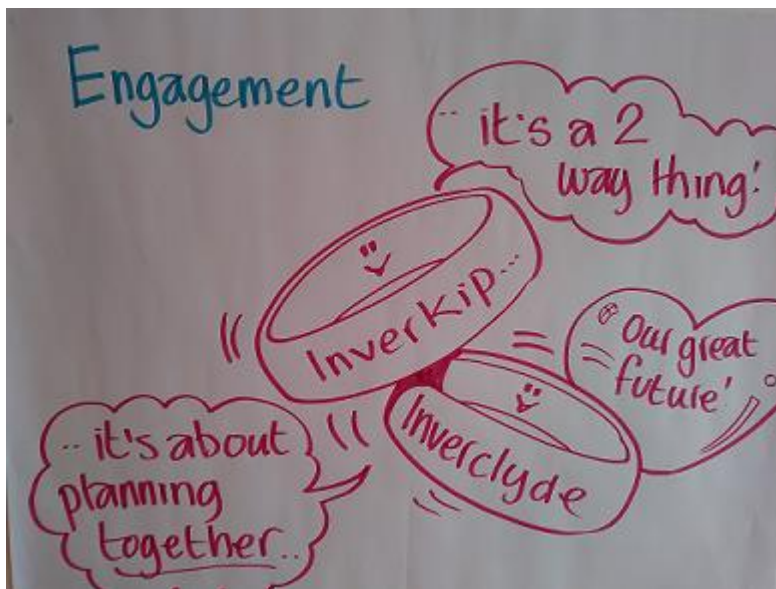 Engagement
.. it's a 2
way thing!
Inverkip...
Our great
future!
Inverclyde
.. it's about
planning
together..